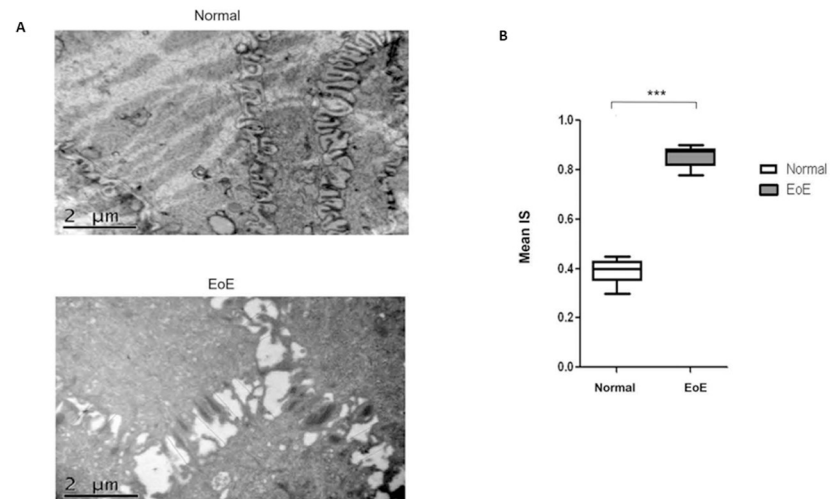 A
Normal
2 µm
EoE
2 µm
B
***
1.0
0.8
0.6
0.4
0.2
0.0
Mean IS
Normal
EoE
Normal
EoE